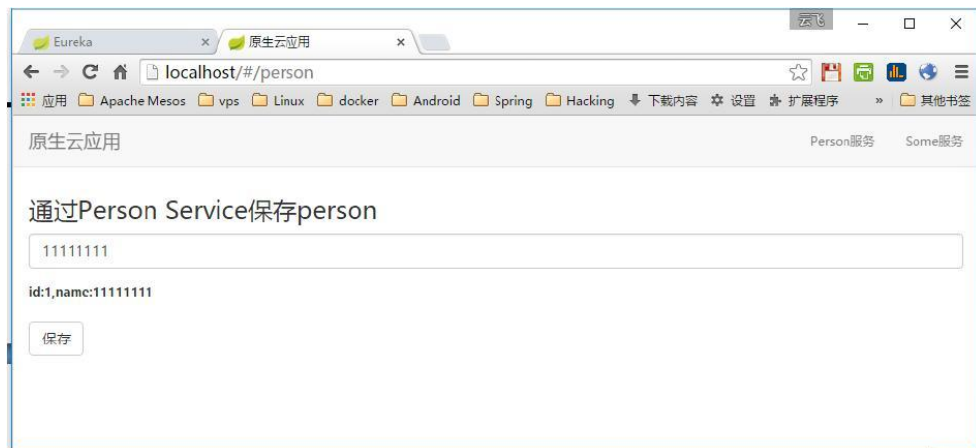 云飞
Eureka
原生云应用
localhost/#/person
应用 Apache Mesos vps Linux docker Android Spring Hacking 下载内容 设置 扩展程序 » 其他书签
原生云应用 Person服务 Some服务
通过Person Service保存person
11111111
id:1,name:11111111
保存